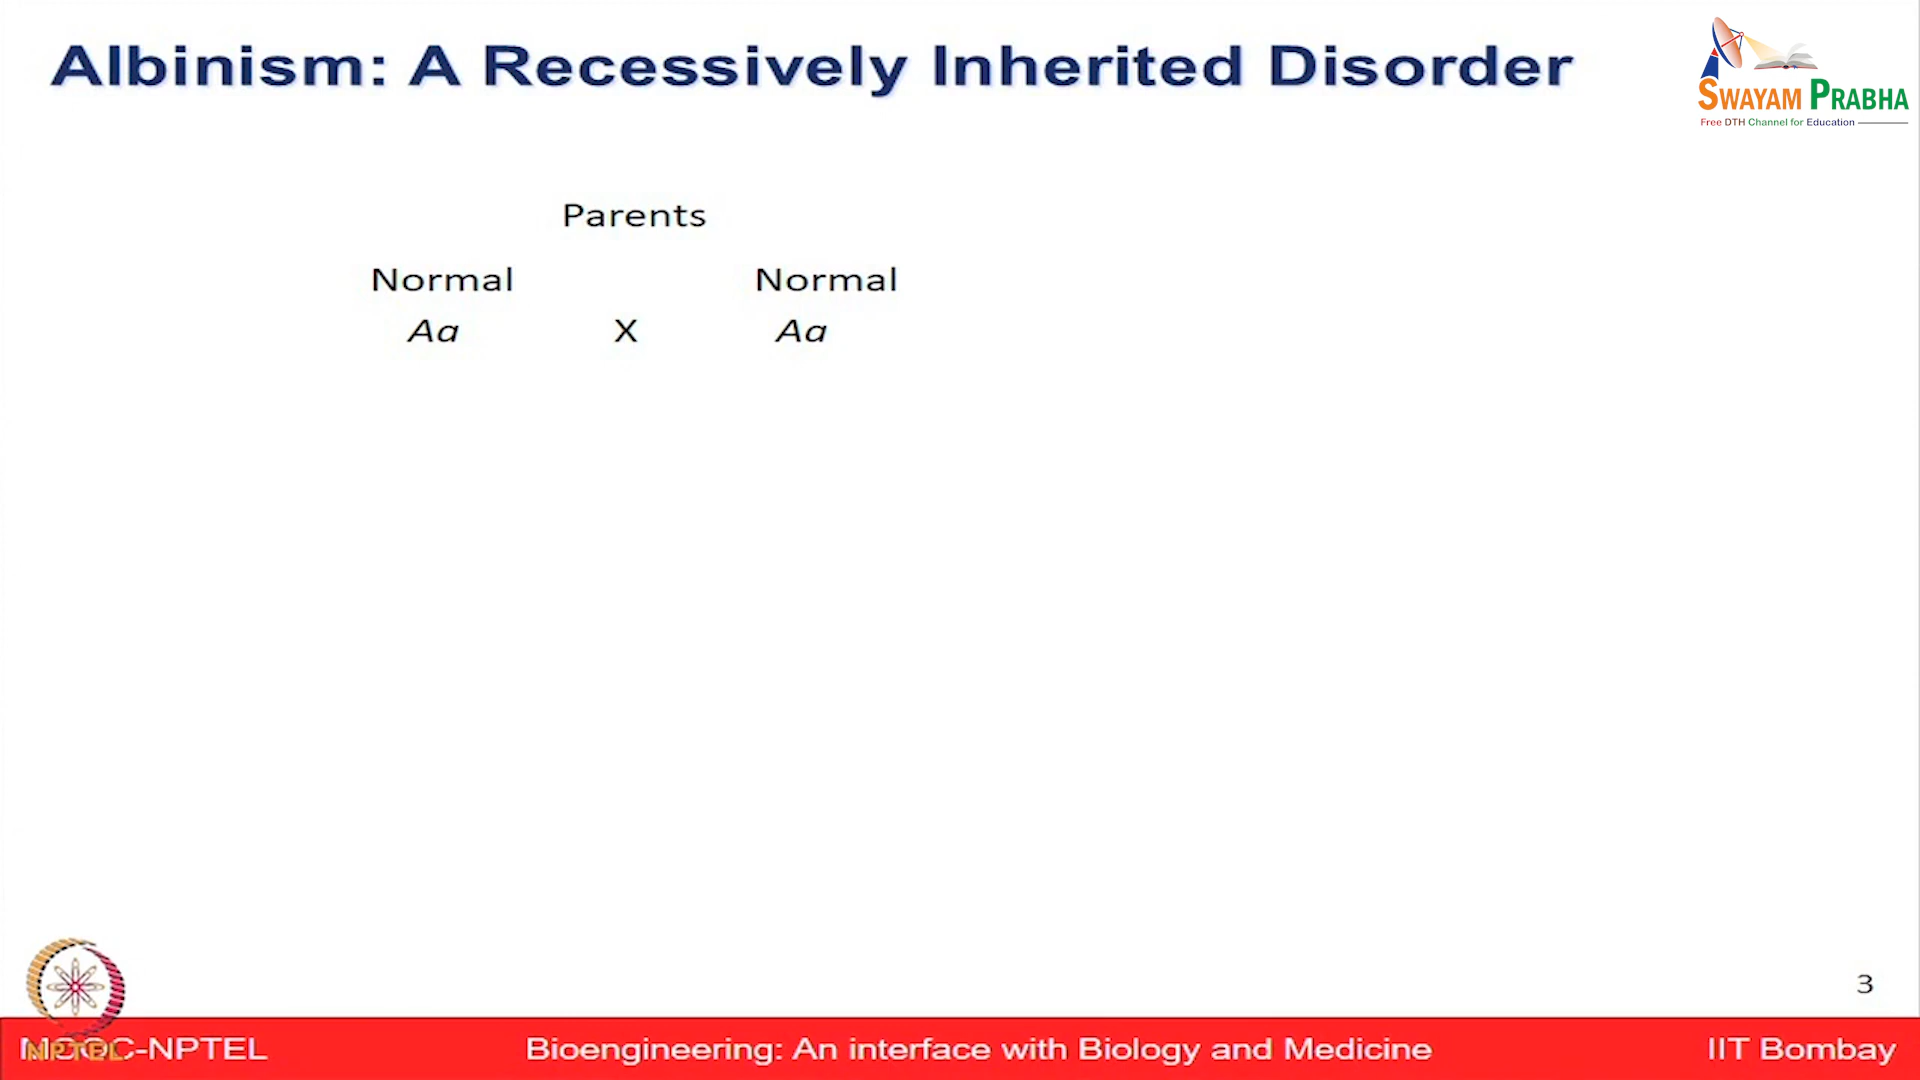 Albinism: A Recessively Inherited Disorder
SWAYAM PRABHA
Free DTH Channel for Education
Parents
Normal Normal
Aa X Aa
3
NPTEL
MOOC-NPTEL Bioengineering: An interface with Biology and Medicine IIT Bombay